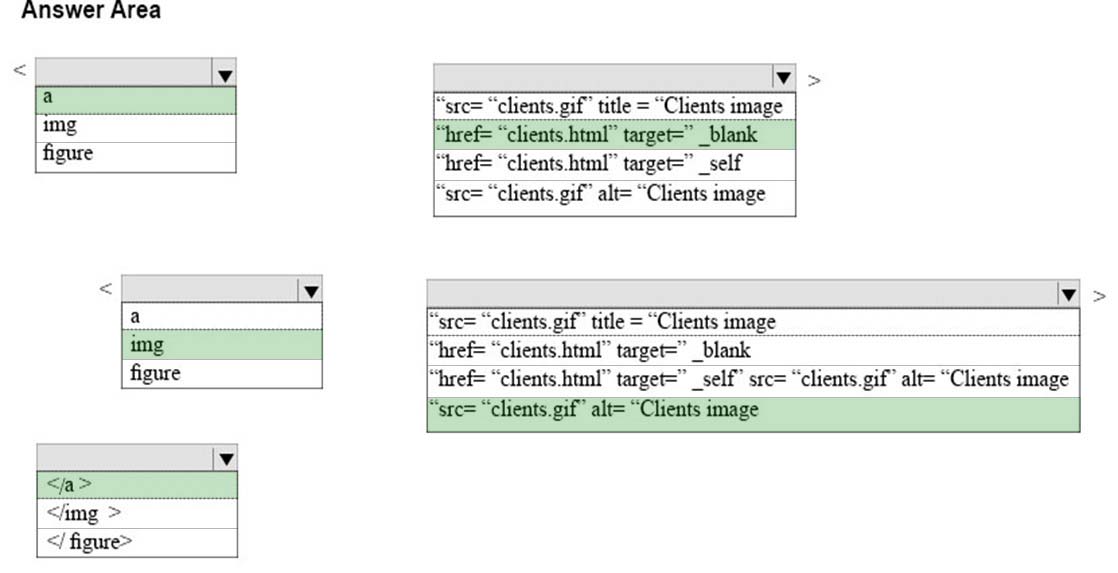 Answer Area
<
a
img
figure
>
“src= “clients.gif” title = “Clients image
“href= “clients.html” target=” _blank
“href= “clients.html” target=” _self
“src= “clients.gif” alt= “Clients image
<
a
img
figure
>
“src= “clients.gif” title = “Clients image
“href= “clients.html” target=” _blank
“href= “clients.html” target=” _self” src= “clients.gif” alt= “Clients image
“src= “clients.gif” alt= “Clients image
</a >
</img >
</ figure>